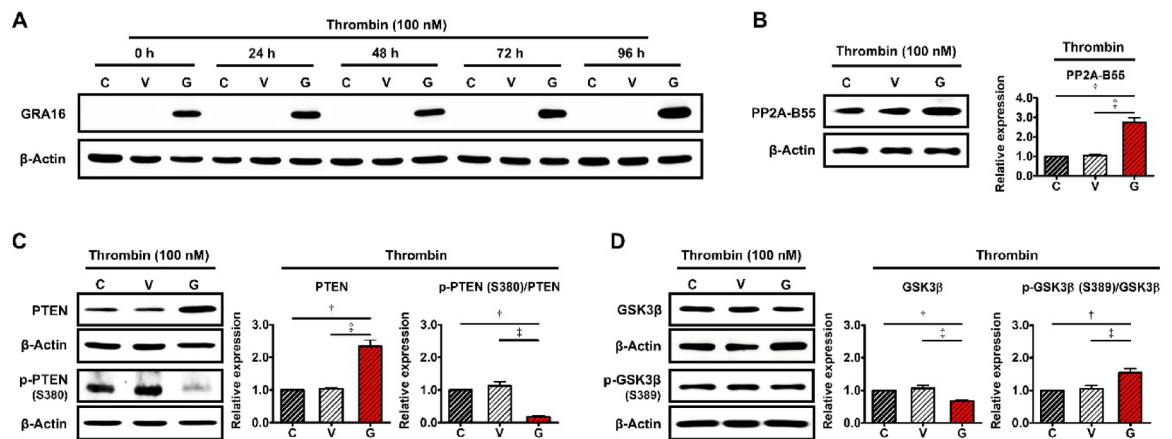 A
Thrombin (100 nM)
0 h 24 h 48 h 72 h 96 h
C V G C V G C V G C V G C V G
GRA16
β-Actin
B
Thrombin (100 nM)
C V G
PP2A-B55
β-Actin
Thrombin
PP2A-B55
†
‡
Relative expression
4.0
3.0
2.0
1.0
0.0
C V G
C
Thrombin (100 nM)
C V G
PTEN
β-Actin
p-PTEN
(S380)
β-Actin
Thrombin
PTEN
†
‡
Relative expression
3.0
2.0
1.0
0.0
C V G
p-PTEN (S380)/PTEN
†
‡
Relative expression
3.0
2.0
1.0
0.0
C V G
D
Thrombin (100 nM)
C V G
GSK3β
β-Actin
p-GSK3β
(S389)
β-Actin
Thrombin
GSK3β
†
‡
Relative expression
3.0
2.0
1.0
0.0
C V G
p-GSK3β (S389)/GSK3β
†
‡
Relative expression
3.0
2.0
1.0
0.0
C V G